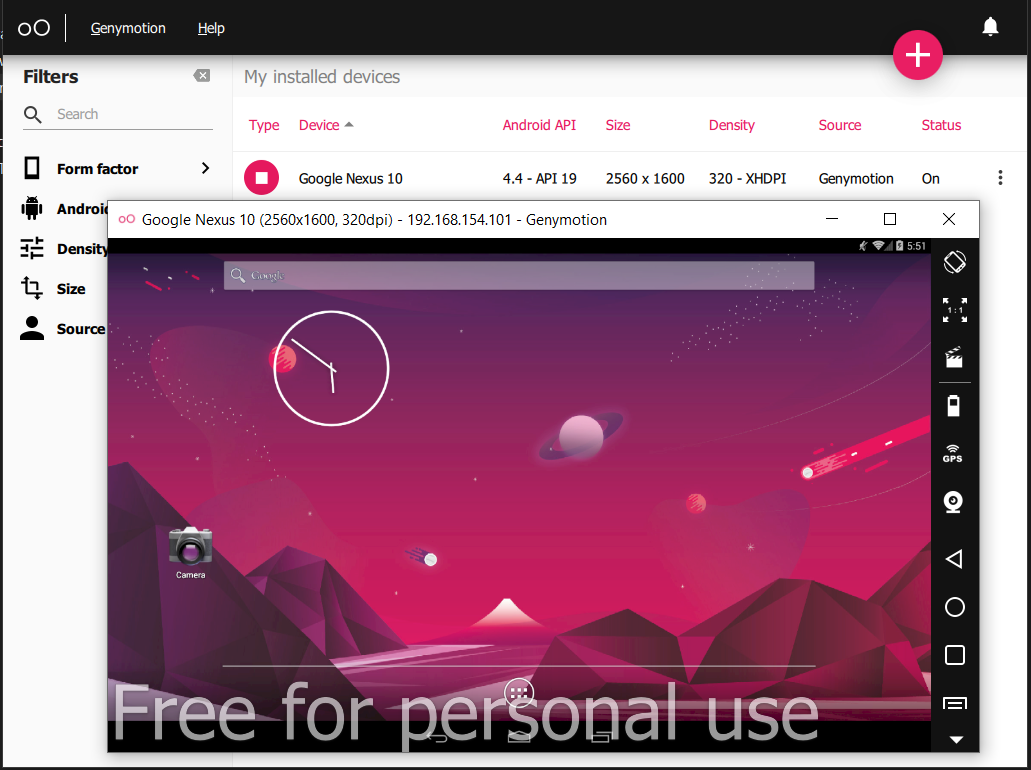 Genymotion Help
Filters
My installed devices
Search
Type Device Android API Size Density Source Status
Form factor
Google Nexus 10 4.4 - API 19 2560 x 1600 320 - XHDPI Genymotion On
Density
Size
Source
Google Nexus 10 (2560x1600, 320dpi) - 192.168.154.101 - Genymotion
5:51
Google
1 : 1
GPS
Camera
Free for personal use